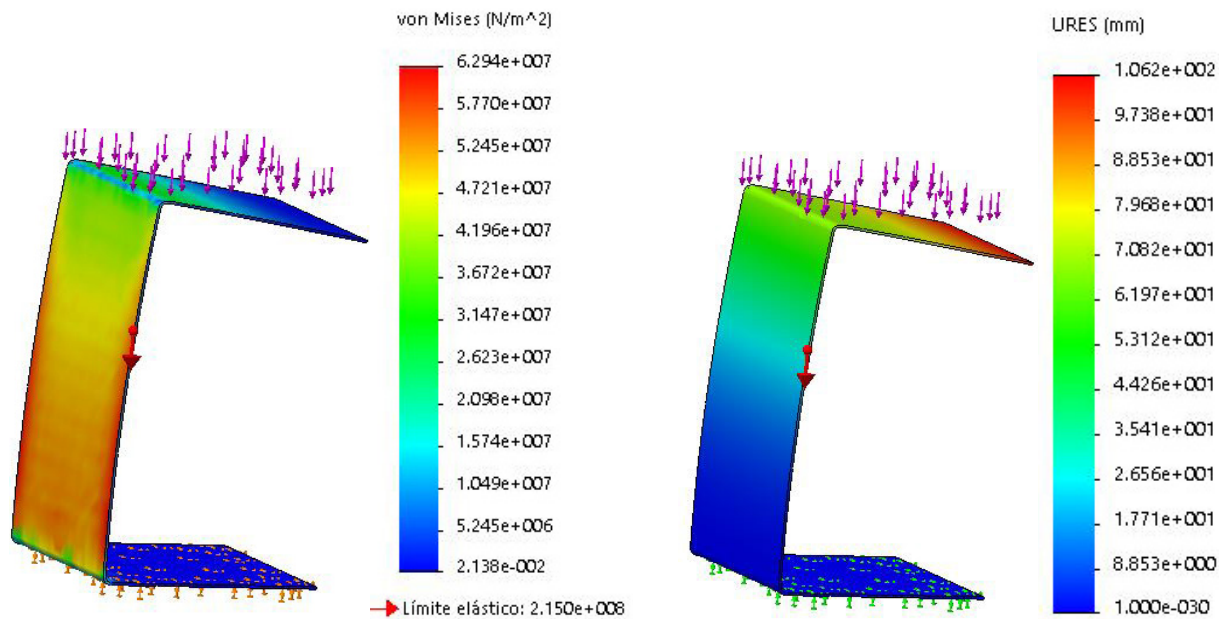 von Mises (N/m^2)
6.294e+007
5.770e+007
5.245e+007
4.721e+007
4.196e+007
3.672e+007
3.147e+007
2.623e+007
2.098e+007
1.574e+007
1.049e+007
5.245e+006
2.138e-002
Límite elástico: 2.150e+008
URES (mm)
1.062e+002
9.738e+001
8.853e+001
7.968e+001
7.082e+001
6.197e+001
5.312e+001
4.426e+001
3.541e+001
2.656e+001
1.771e+001
8.853e+000
1.000e-030